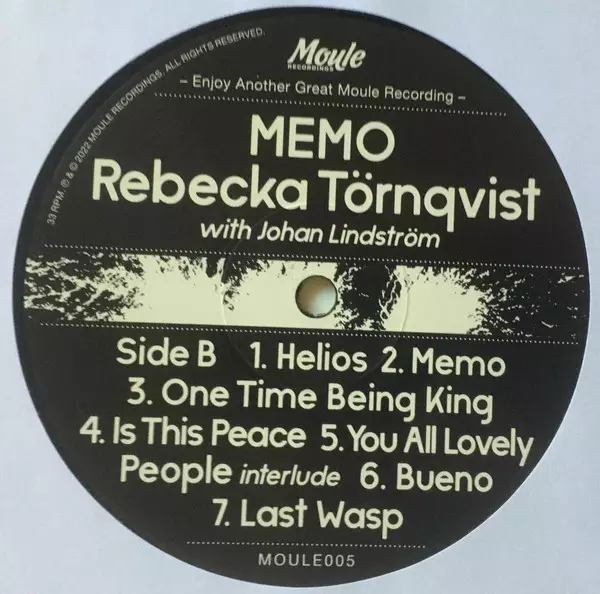 33 RPM. ℗ & © 2022 MOULE RECORDINGS. ALL RIGHTS RESERVED.
Moule
RECORDINGS
– Enjoy Another Great Moule Recording –
MEMO
Rebecka Törnqvist
with Johan Lindström
Side B 1. Helios 2. Memo
3. One Time Being King
4. Is This Peace 5. You All Lovely
People interlude 6. Bueno
7. Last Wasp
MOULE005